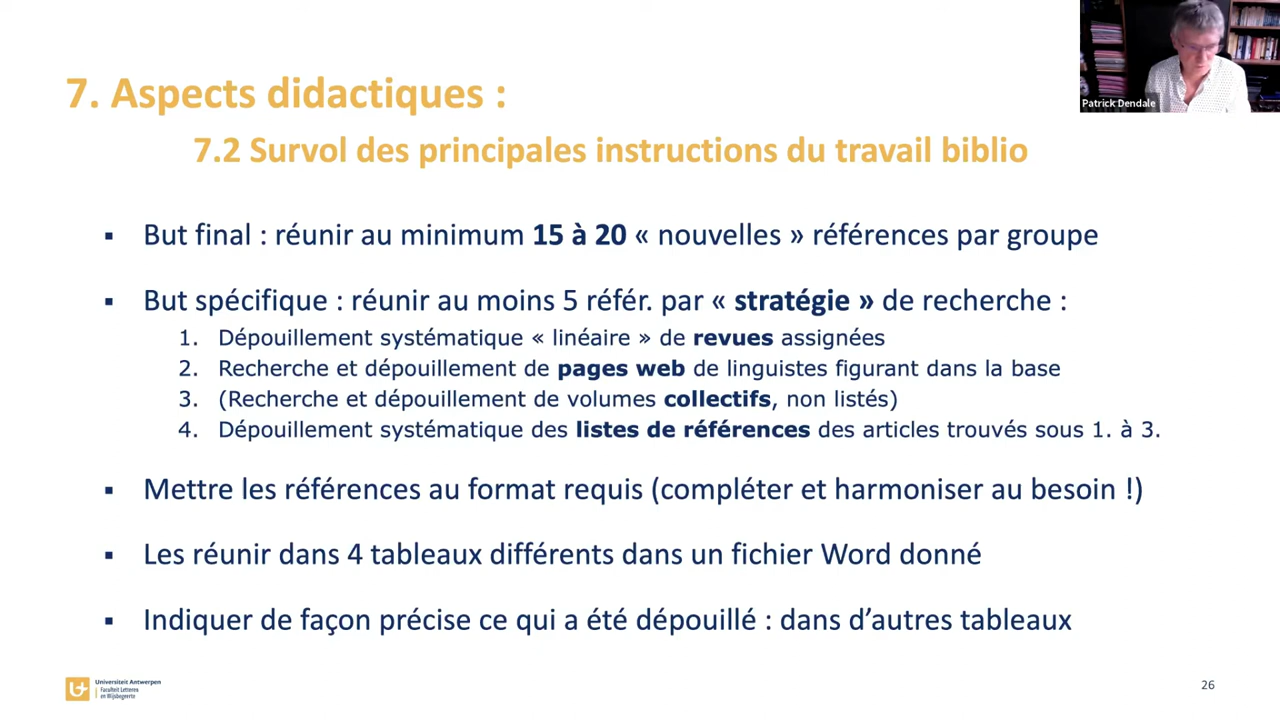 Patrick Dendale
7. Aspects didactiques :
7.2 Survol des principales instructions du travail biblio
▪ But final : réunir au minimum 15 à 20 « nouvelles » références par groupe
▪ But spécifique : réunir au moins 5 référ. par « stratégie » de recherche :
1. Dépouillement systématique « linéaire » de revues assignées
2. Recherche et dépouillement de pages web de linguistes figurant dans la base
3. (Recherche et dépouillement de volumes collectifs, non listés)
4. Dépouillement systématique des listes de références des articles trouvés sous 1. à 3.
▪ Mettre les références au format requis (compléter et harmoniser au besoin !)
▪ Les réunir dans 4 tableaux différents dans un fichier Word donné
▪ Indiquer de façon précise ce qui a été dépouillé : dans d’autres tableaux
Universiteit Antwerpen
Faculteit Letteren
en Wijsbegeerte
26